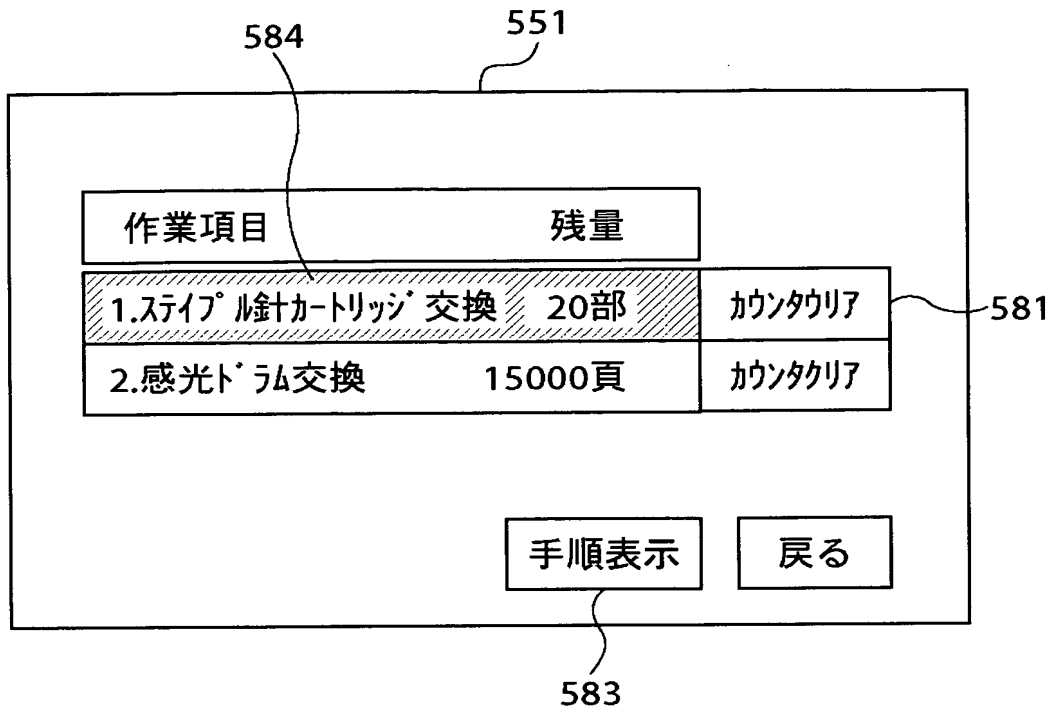 584
551
作業項目 残量
1.ｽﾃｲﾌﾟﾙ針ｶｰﾄﾘｯｼﾞ交換 20部 ｶｳﾝﾀｳﾘｱ 581
2.感光ﾄﾞﾗﾑ交換 15000頁 ｶｳﾝﾀｸﾘｱ
手順表示 戻る
583